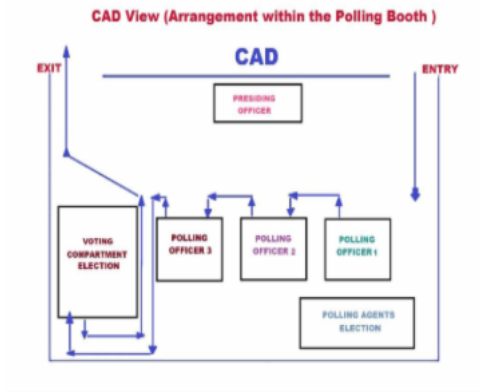 CAD View (Arrangement within the Polling Booth )
CAD
EXIT
ENTRY
PRESIDING
OFFICER
VOTING
COMPARTMENT
ELECTION
POLLING
OFFICER 3
POLLING
OFFICER 2
POLLING
OFFICER 1
POLLING AGENTS
ELECTION